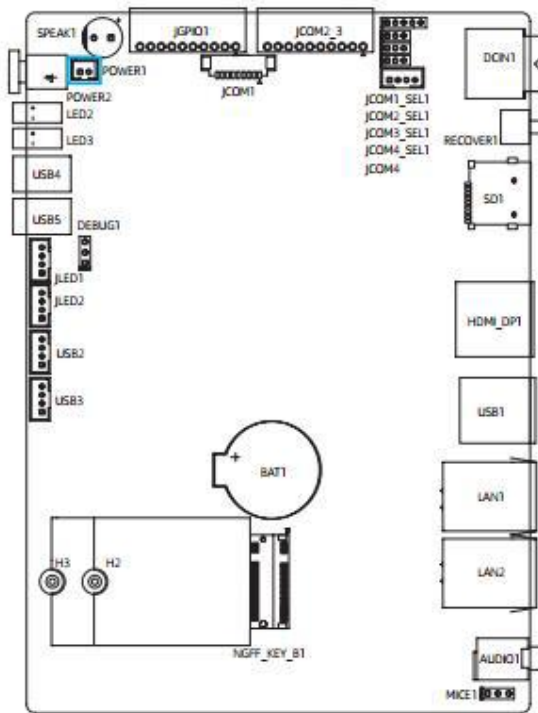 SPEAK1
JGPIO1
JCOM2_3
POWER1
DCIN1
JCOM1
POWER2
JCOM1_SEL1
LED2
JCOM2_SEL1
JCOM3_SEL1
LED3
RECOVER1
JCOM4_SEL1
JCOM4
USB4
SD1
USB5
DEBUG1
JLED1
JLED2
HDMI_DP1
USB2
USB3
USB1
BAT1
LAN1
H3
H2
LAN2
NGFF_KEY_B1
AUDIO1
MICE1